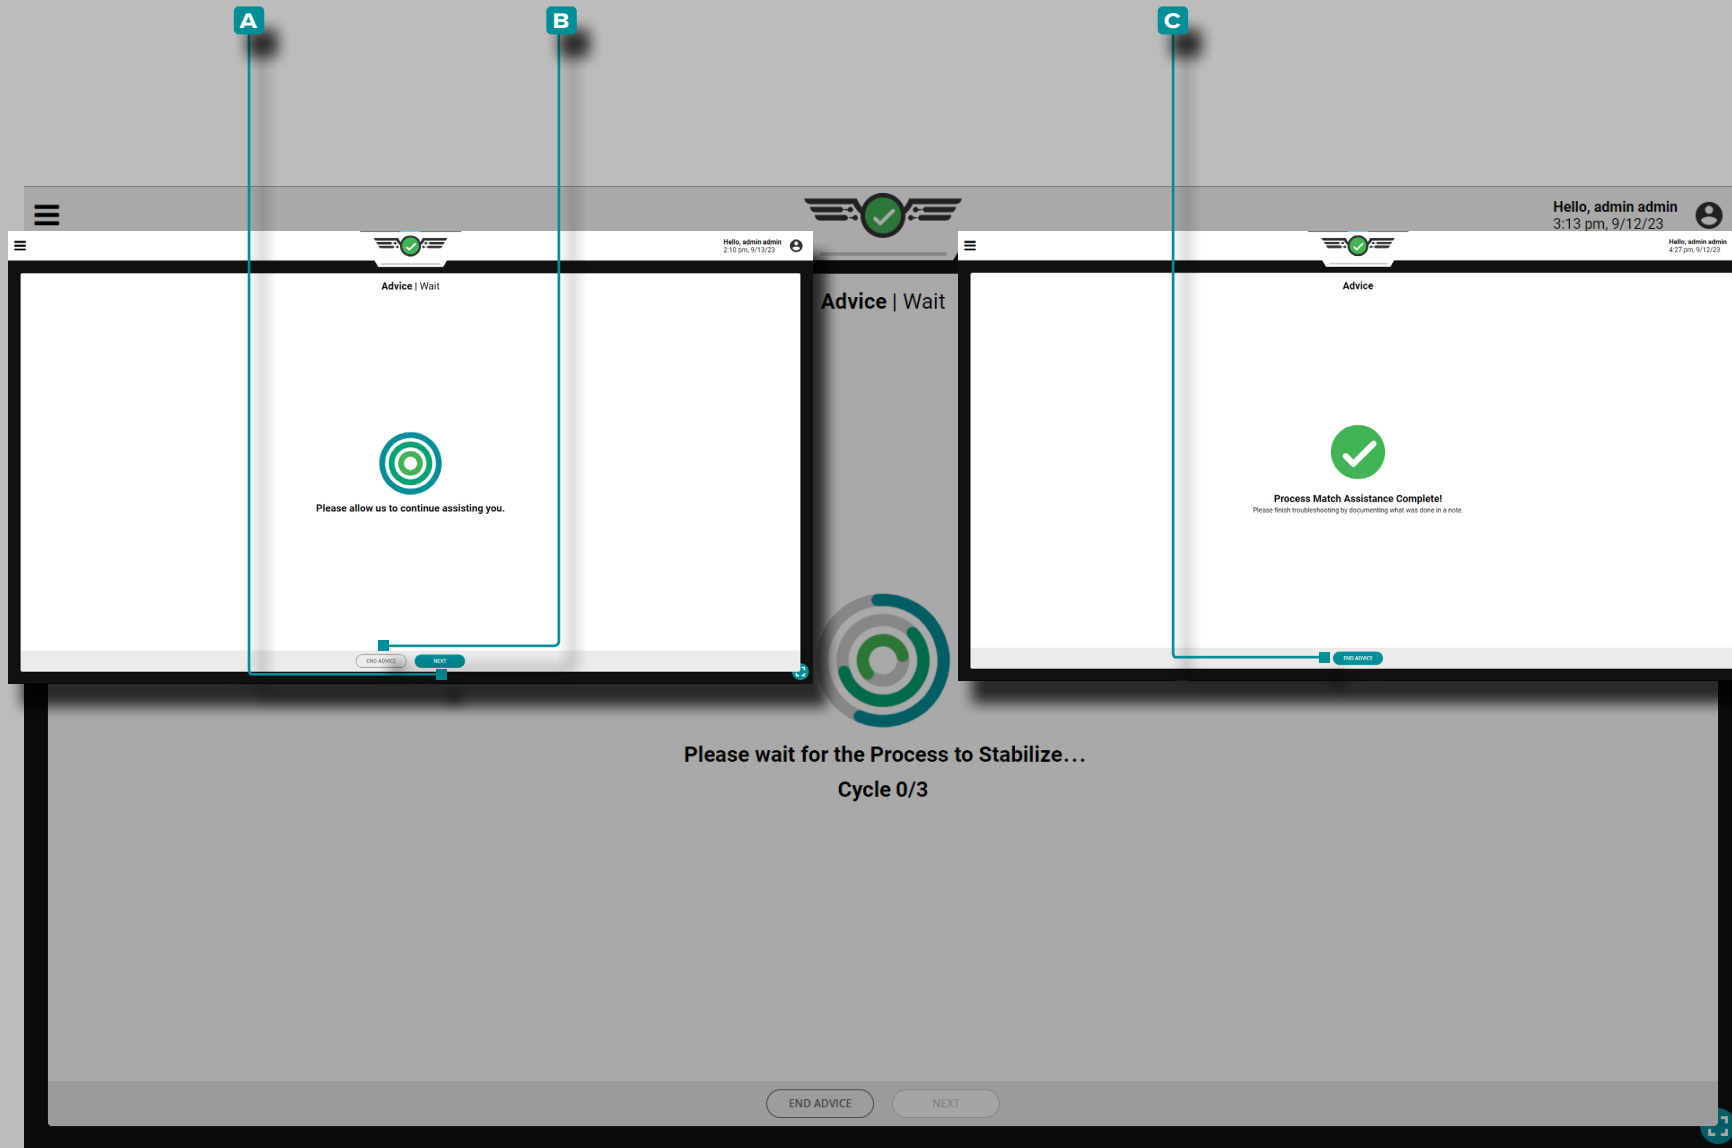 A
B
C
Hello, admin admin
3:13 pm, 9/12/23
Hello, admin admin
2:10 pm, 9/13/23
Advice | Wait
Please allow us to continue assisting you.
END ADVICE
NEXT
Hello, admin admin
4:27 pm, 9/12/23
Advice
Process Match Assistance Complete!
Please finish troubleshooting by documenting what was done in a note.
END ADVICE
Advice | Wait
Please wait for the Process to Stabilize...
Cycle 0/3
END ADVICE
NEXT